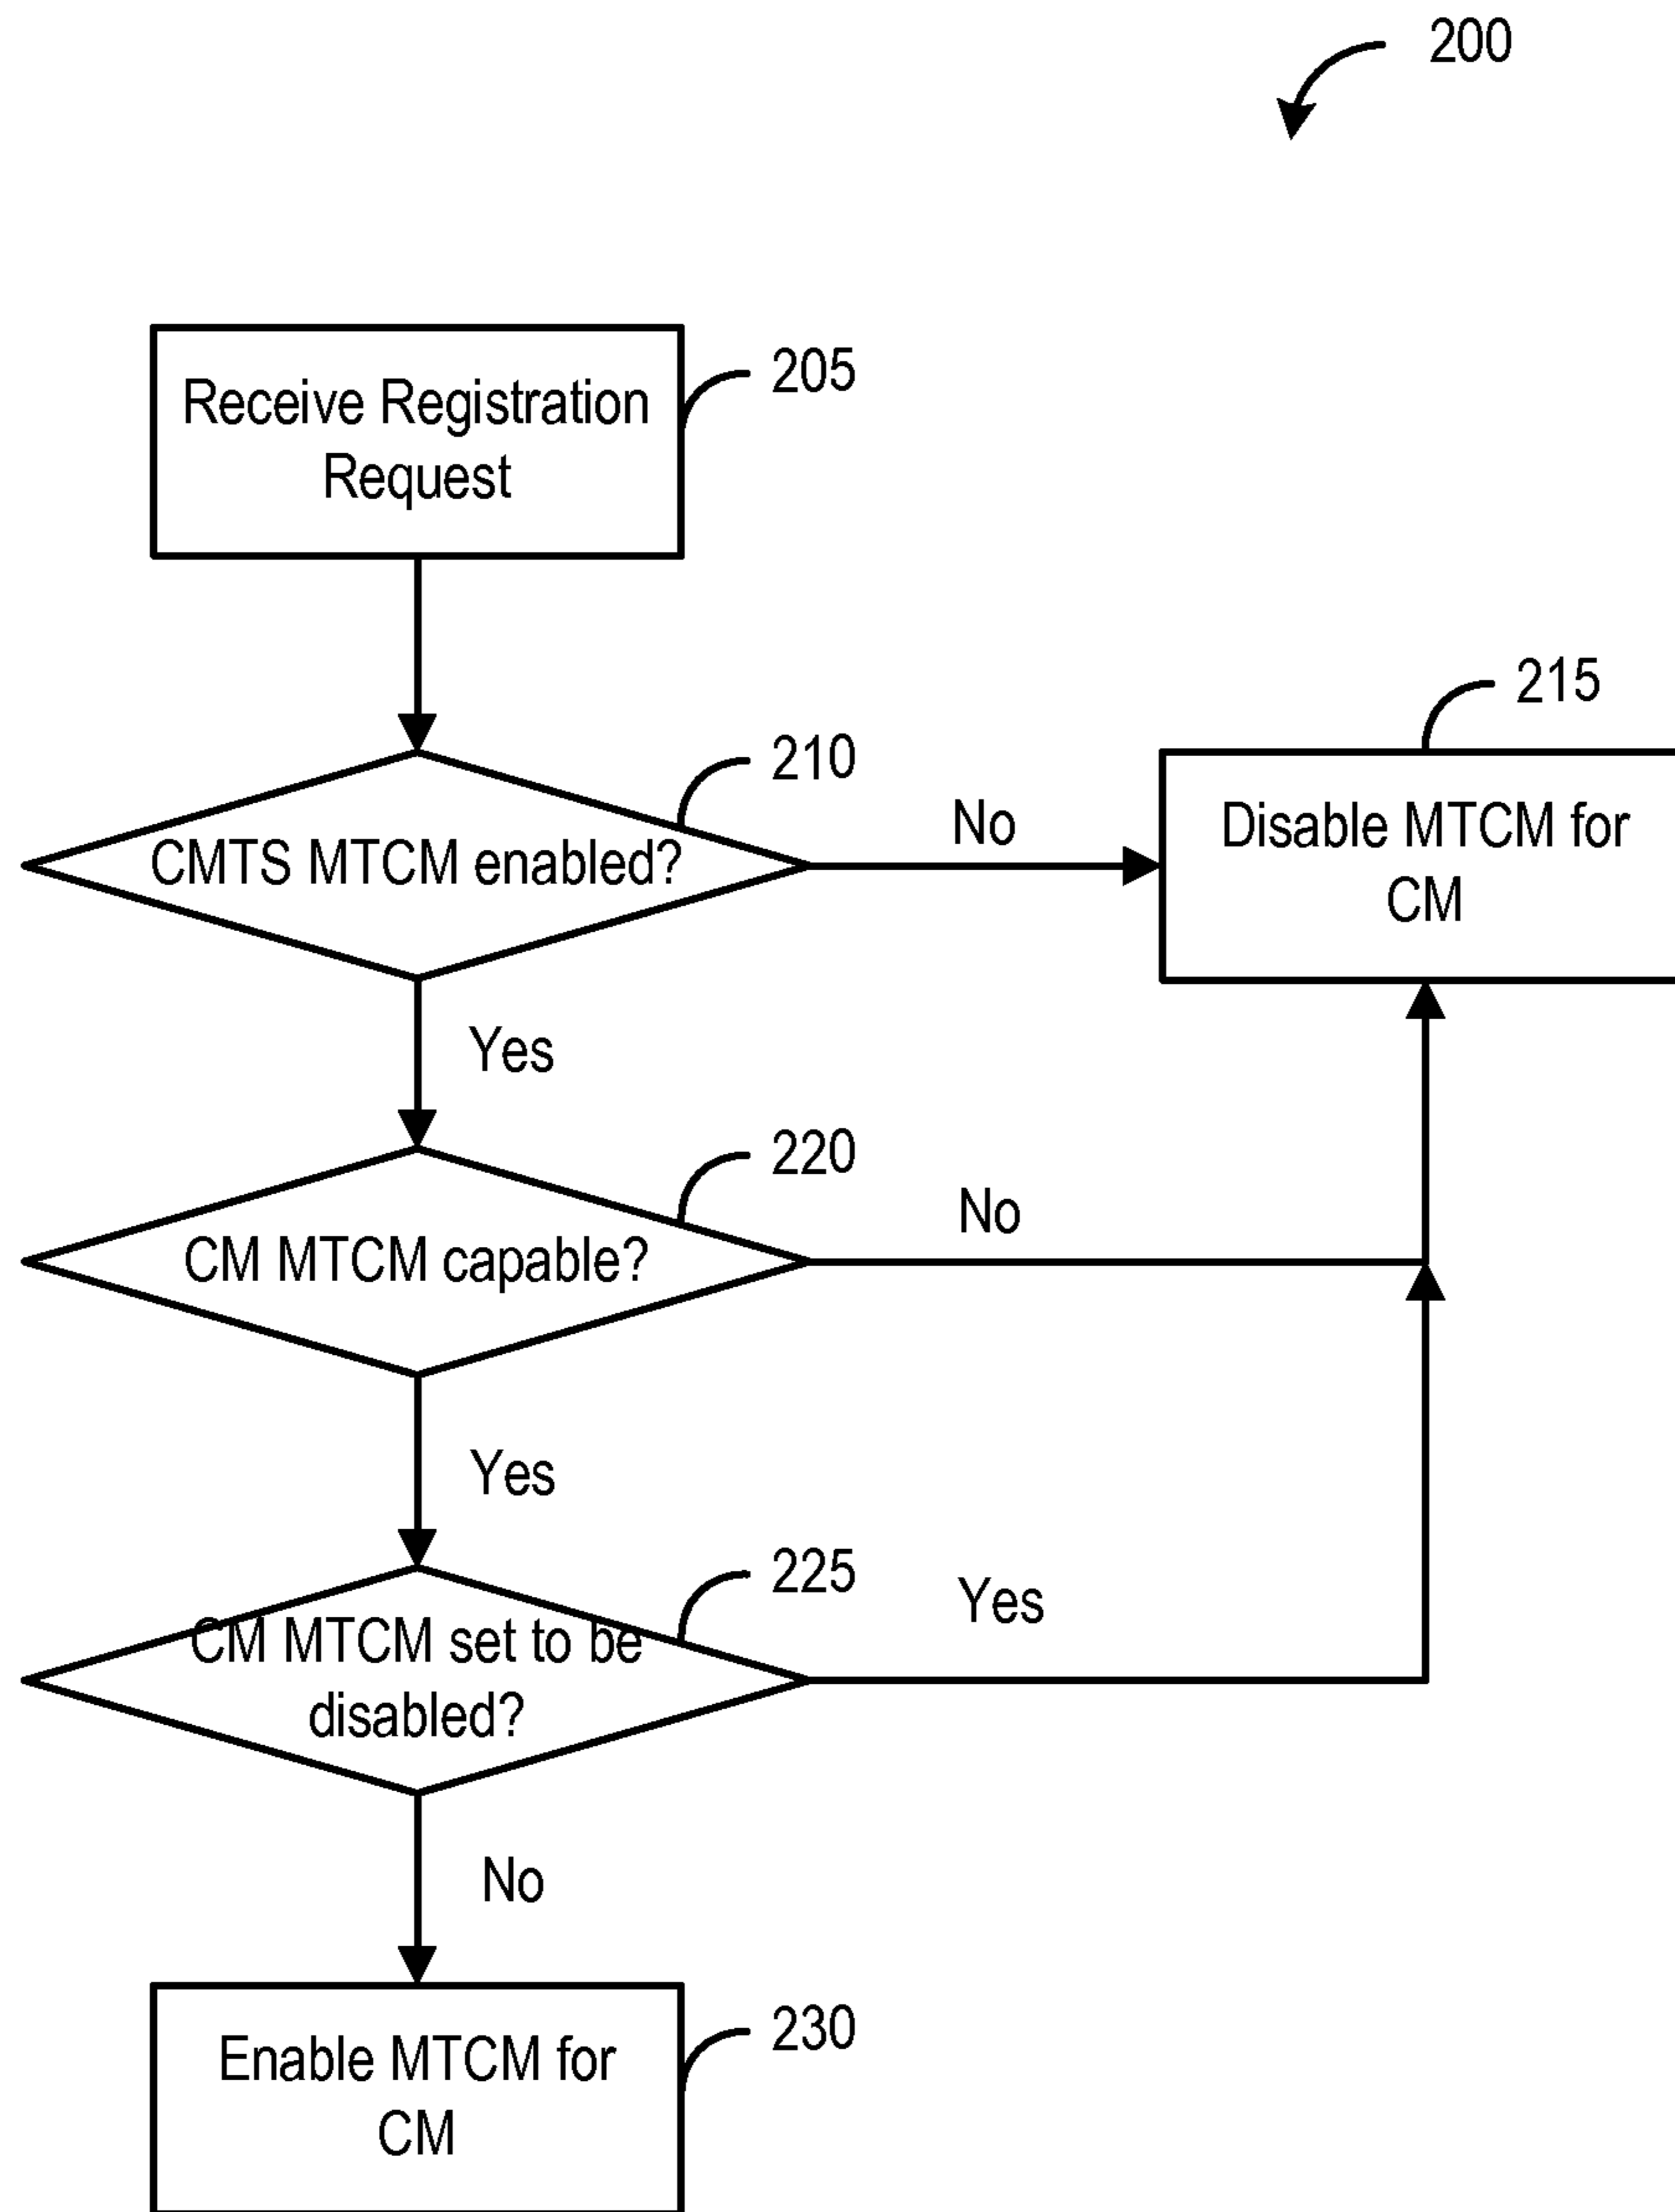 200
Receive Registration
Request
205
CMTS MTCM enabled?
210
No
Disable MTCM for
CM
215
Yes
CM MTCM capable?
220
No
Yes
CM MTCM set to be
disabled?
225
Yes
No
Enable MTCM for
CM
230